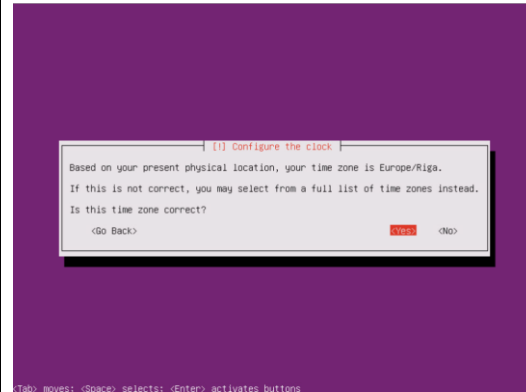 [!] Configure the clock
Based on your present physical location, your time zone is Europe/Riga.
If this is not correct, you may select from a full list of time zones instead.
Is this time zone correct?
<Go Back> <Yes> <No>
<Tab> moves; <Space> selects; <Enter> activates buttons